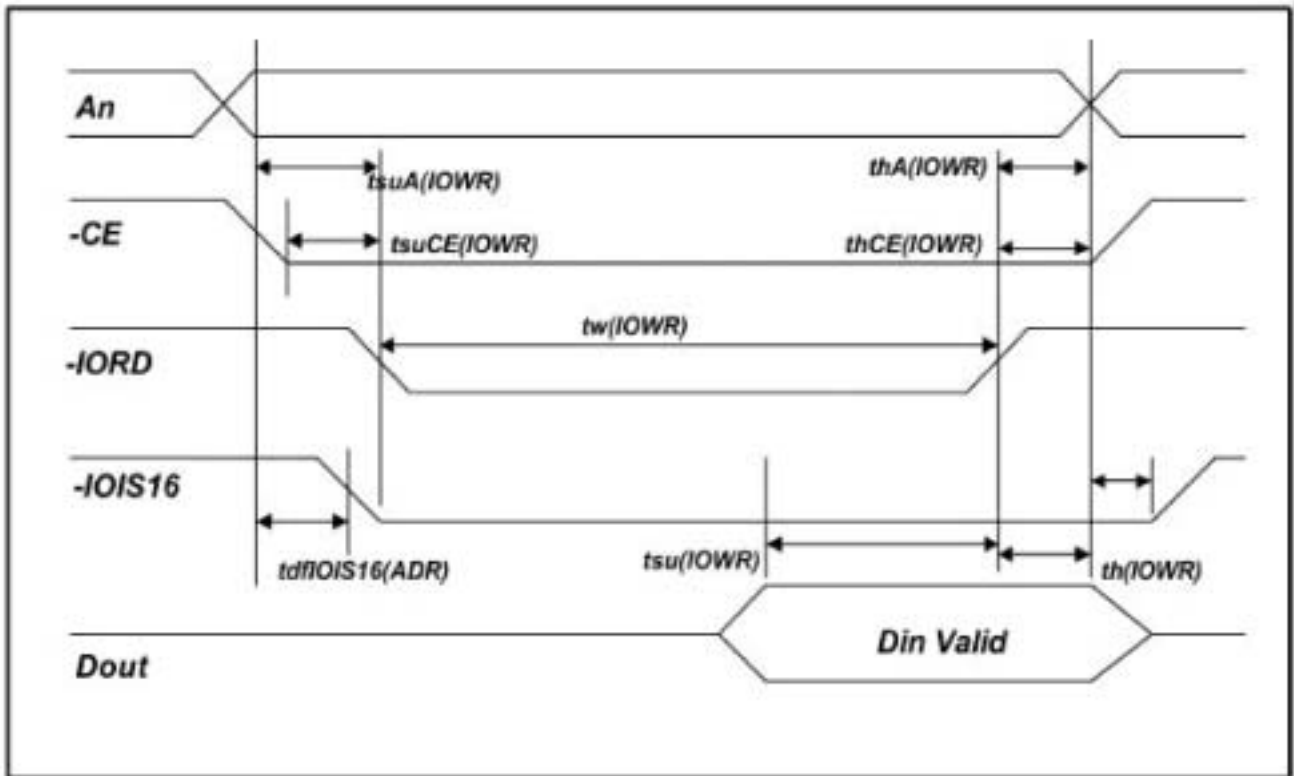 An
tsuA(IOWR)
thA(IOWR)
-CE
tsuCE(IOWR)
thCE(IOWR)
tw(IOWR)
-IORD
-IOIS16
tdfIOIS16(ADR)
tsu(IOWR)
th(IOWR)
Din Valid
Dout